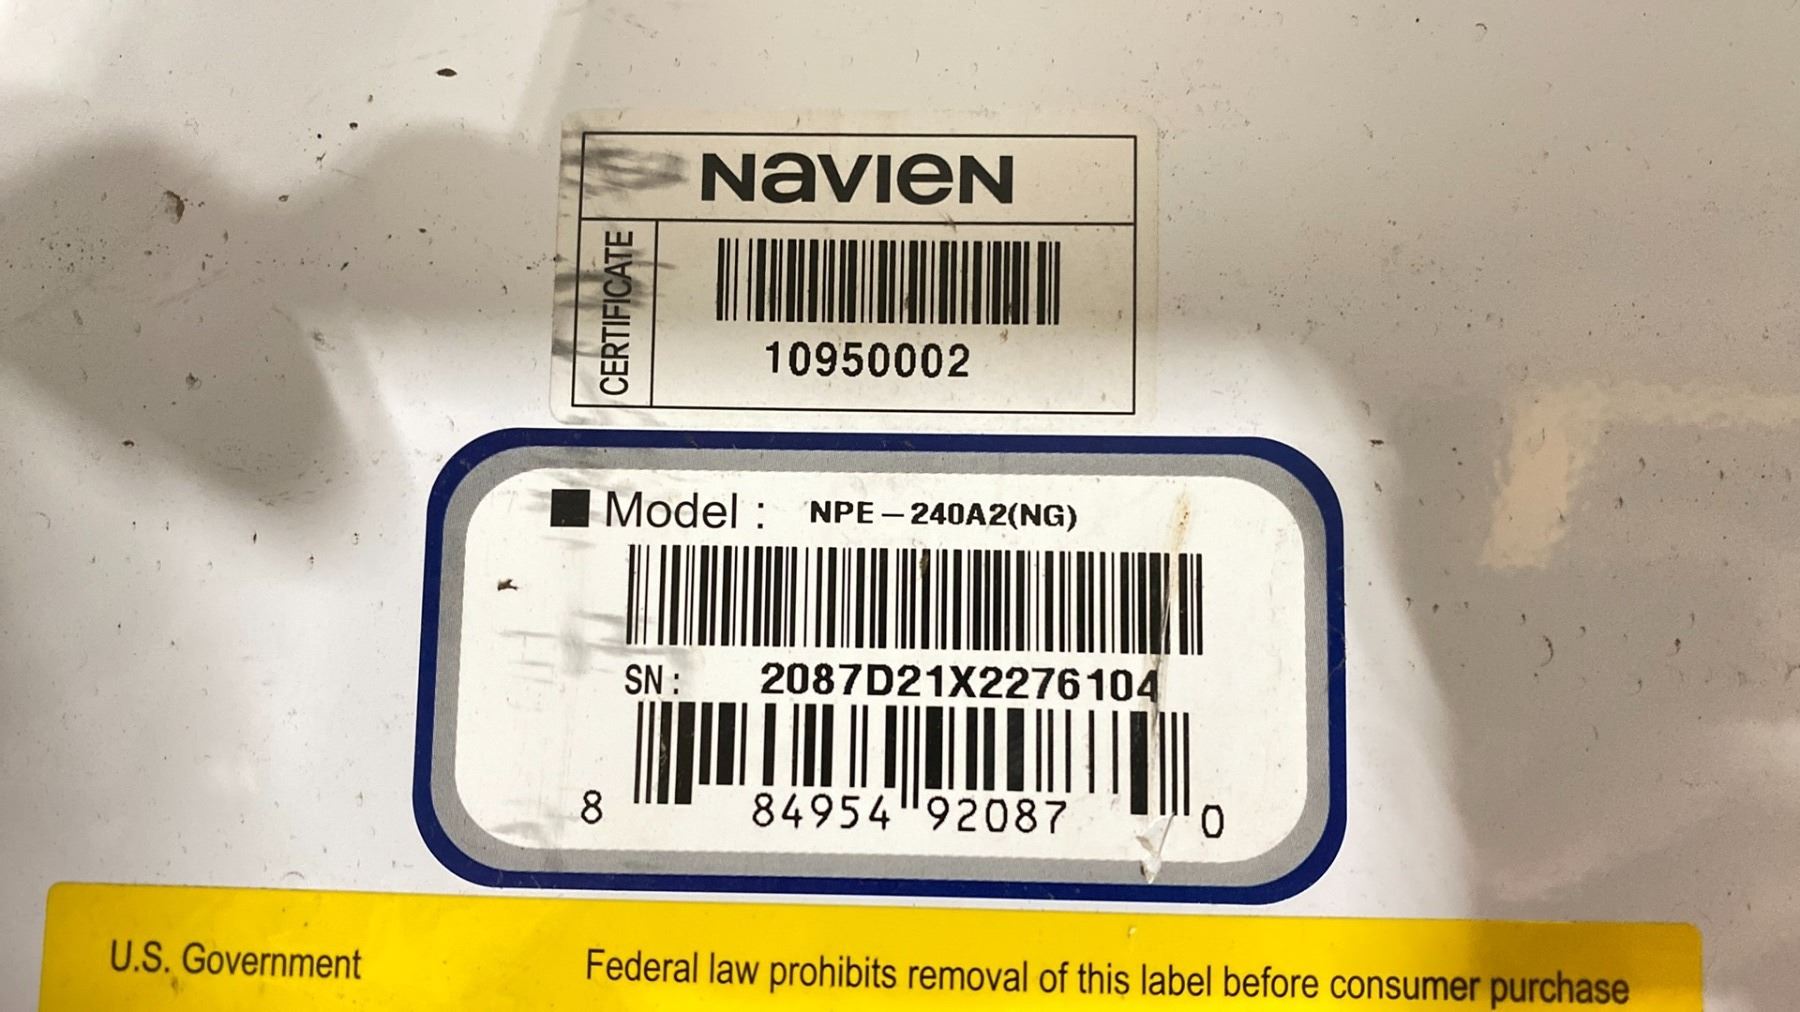 NAVIEN
CERTIFICATE
10950002
Model : NPE-240A2(NG)
SN: 2087D21X2276104
8 84954 92087 0
U.S. Government Federal law prohibits removal of this label before consumer purchase